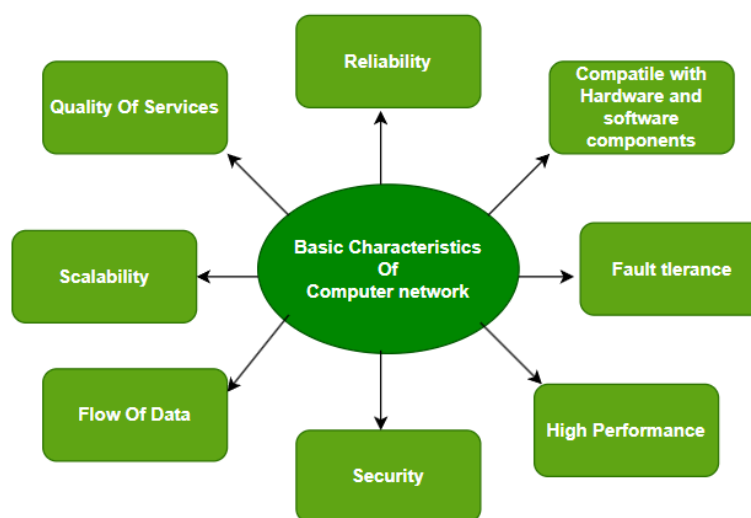 Reliability
Compatile with
Hardware and
software
components
Quality Of Services
Basic Characteristics
Of
Computer network
Scalability
Fault tlerance
Flow Of Data
High Performance
Security